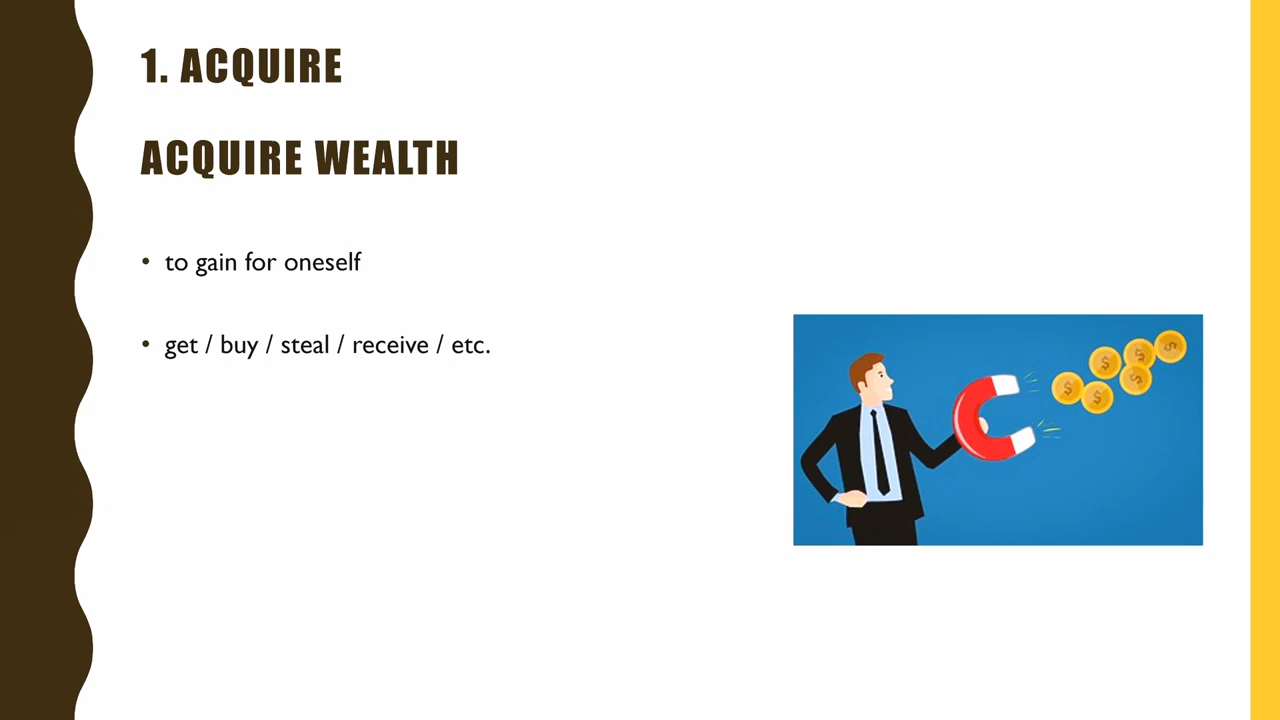 1. ACQUIRE
ACQUIRE WEALTH
• to gain for oneself
• get / buy / steal / receive / etc.
$ $ $ $ $ $